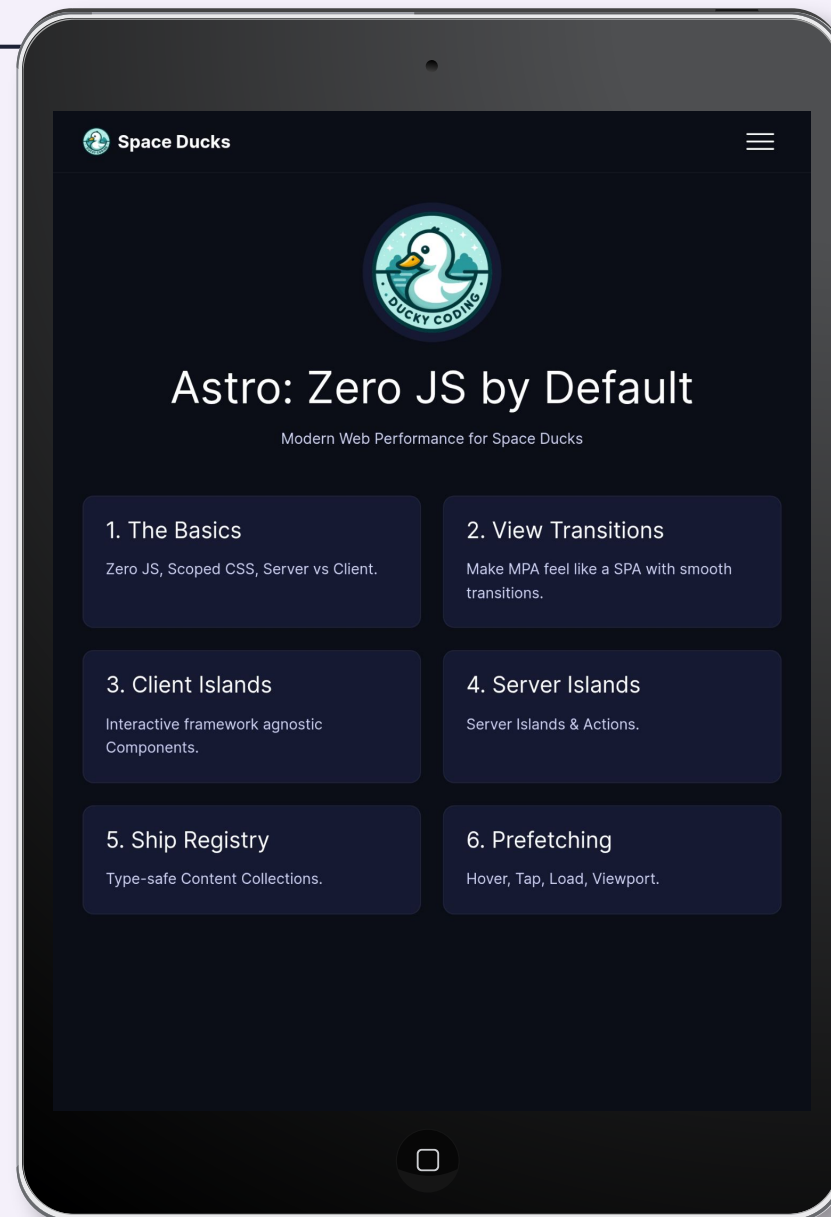 Space Ducks
DUCKY CODING
Astro: Zero JS by Default
Modern Web Performance for Space Ducks
1. The Basics
Zero JS, Scoped CSS, Server vs Client.
2. View Transitions
Make MPA feel like a SPA with smooth
transitions.
3. Client Islands
Interactive framework agnostic
Components.
4. Server Islands
Server Islands & Actions.
5. Ship Registry
Type-safe Content Collections.
6. Prefetching
Hover, Tap, Load, Viewport.